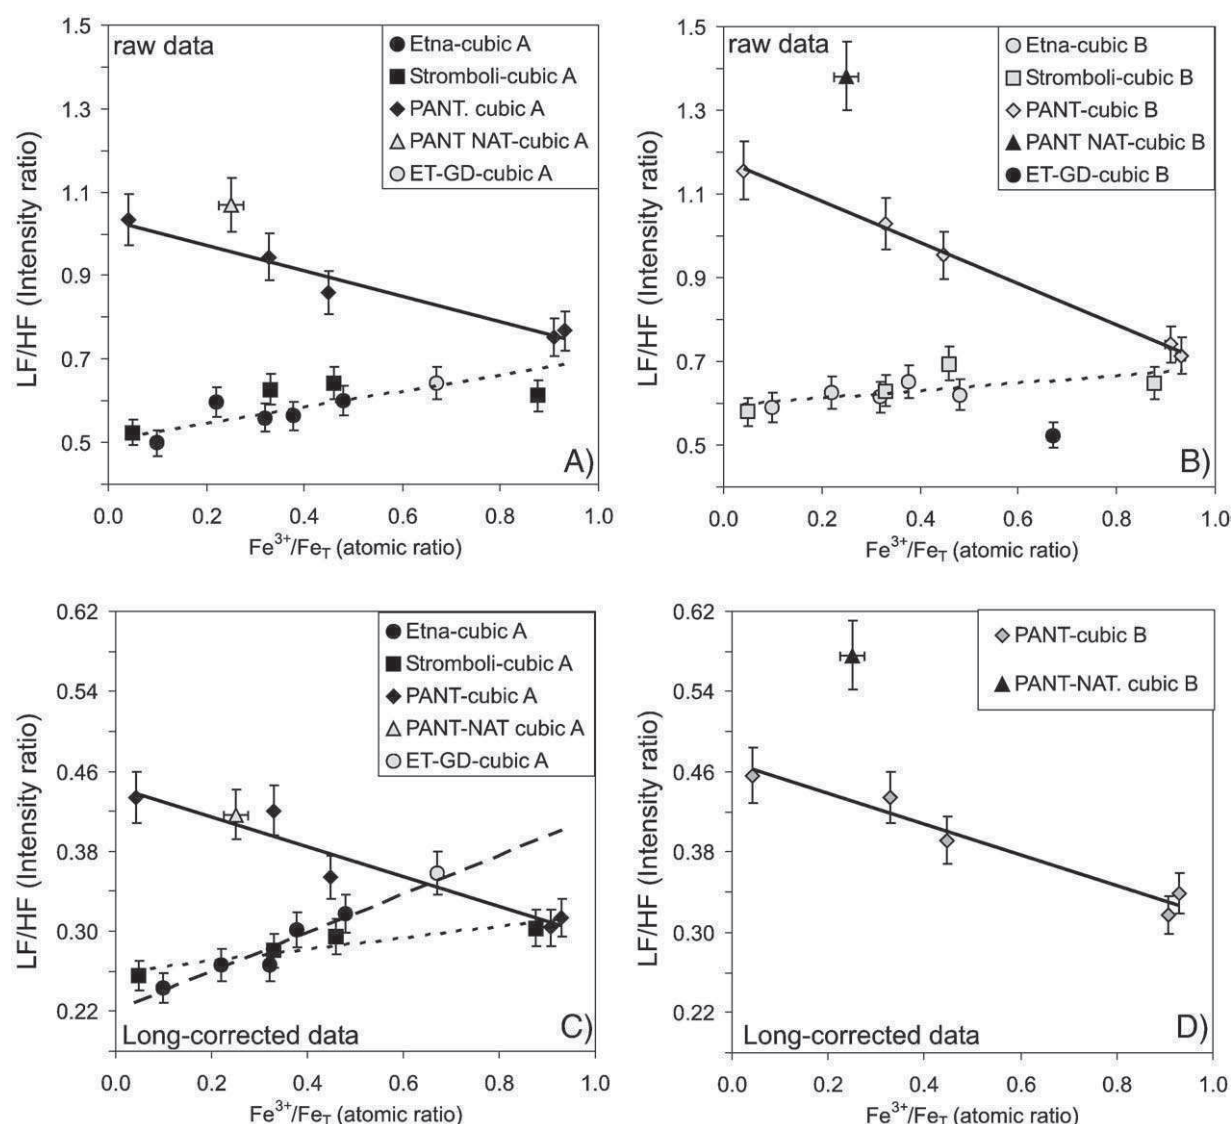 raw data
Etna-cubic A
Stromboli-cubic A
PANT. cubic A
PANT NAT-cubic A
ET-GD-cubic A
LF/HF (Intensity ratio)
1.5
1.3
1.1
0.9
0.7
0.5
A)
0.0 0.2 0.4 0.6 0.8 1.0
Fe³⁺/Fe_T (atomic ratio)
raw data
Etna-cubic B
Stromboli-cubic B
PANT-cubic B
PANT NAT-cubic B
ET-GD-cubic B
LF/HF (Intensity ratio)
1.5
1.3
1.1
0.9
0.7
0.5
B)
0.0 0.2 0.4 0.6 0.8 1.0
Fe³⁺/Fe_T (atomic ratio)
Etna-cubic A
Stromboli-cubic A
PANT-cubic A
PANT-NAT cubic A
ET-GD-cubic A
LF/HF (Intensity ratio)
0.62
0.54
0.46
0.38
0.30
0.22
Long-corrected data
C)
0.0 0.2 0.4 0.6 0.8 1.0
Fe³⁺/Fe_T (atomic ratio)
PANT-cubic B
PANT-NAT. cubic B
LF/HF (Intensity ratio)
0.62
0.54
0.46
0.38
0.30
0.22
Long-corrected data
D)
0.0 0.2 0.4 0.6 0.8 1.0
Fe³⁺/Fe_T (atomic ratio)